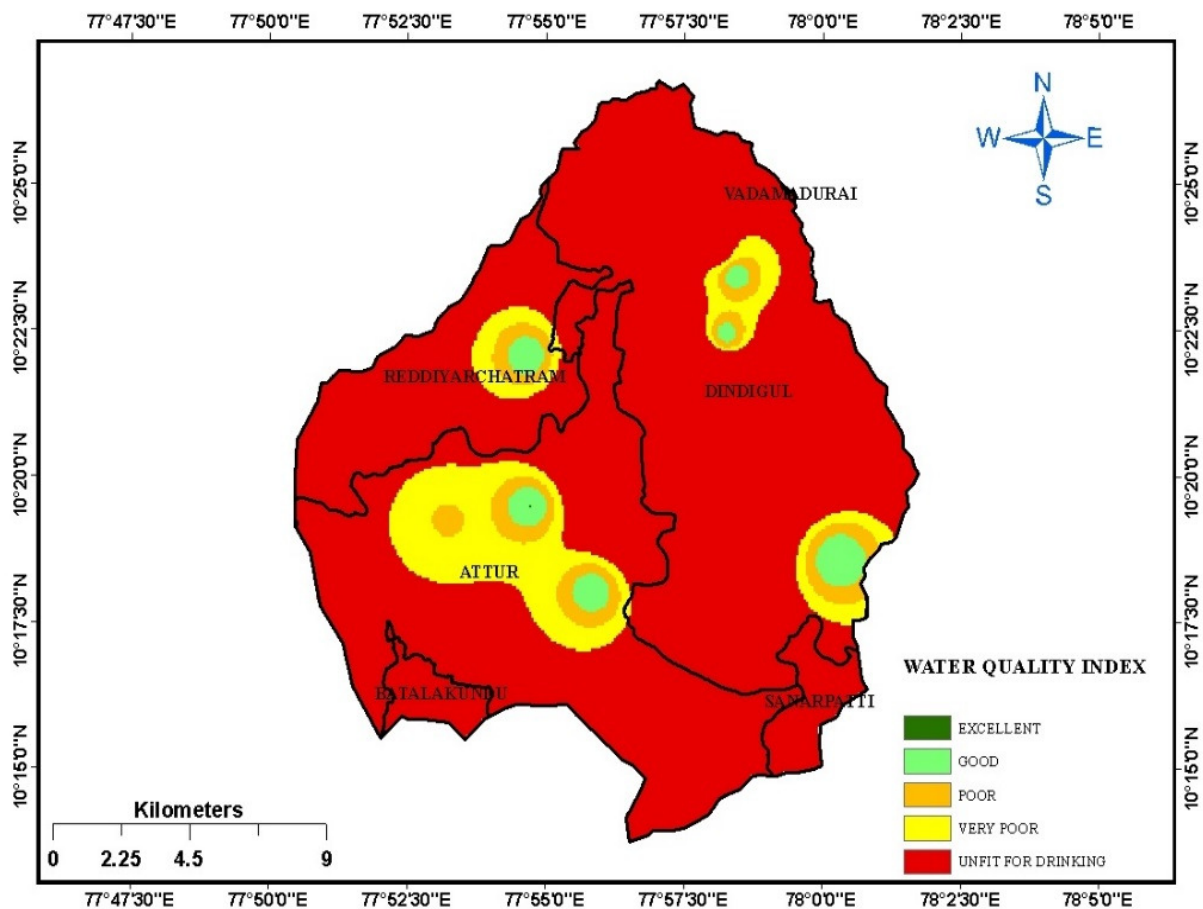 77°47'30"E 77°50'0"E 77°52'30"E 77°55'0"E 77°57'30"E 78°0'0"E 78°2'30"E 78°5'0"E
N
W E
S
10°25'0"N 10°25'0"N
VADAMADURAI
10°22'30"N 10°22'30"N
REDDIYARCHATRAM
DINDIGUL
10°20'0"N 10°20'0"N
ATTUR
10°17'30"N 10°17'30"N
WATER QUALITY INDEX
BATALAKUNDU
SANARPATTI
EXCELLENT
GOOD
10°15'0"N 10°15'0"N
POOR
Kilometers
VERY POOR
0 2.25 4.5 9
UNFIT FOR DRINKING
77°47'30"E 77°50'0"E 77°52'30"E 77°55'0"E 77°57'30"E 78°0'0"E 78°2'30"E 78°5'0"E